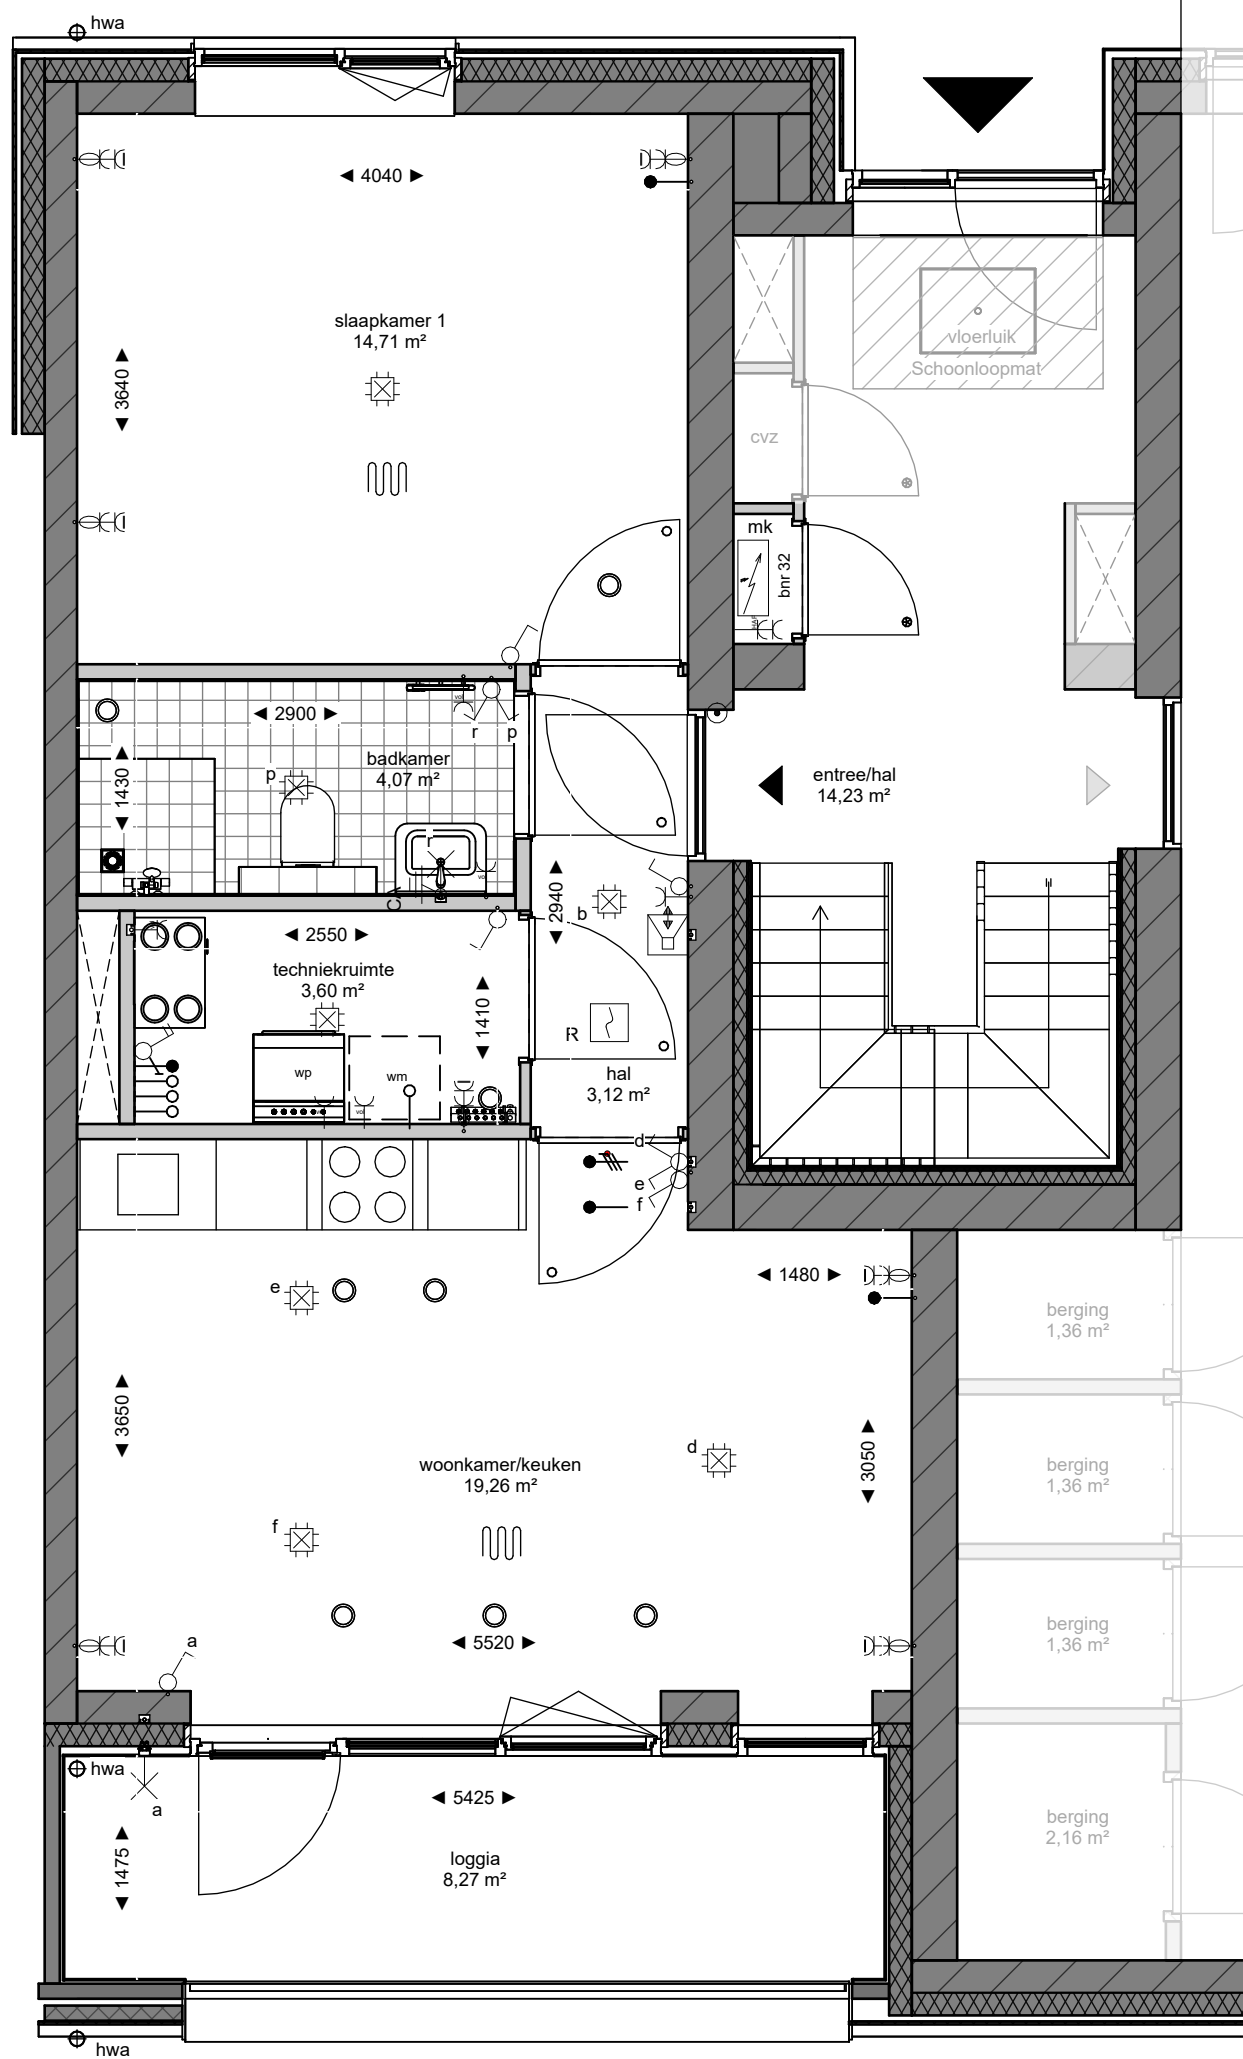 hwa
4040
slaapkamer 1
14,71 m²
3640
vloerluik
Schoonloopmat
cvz
mk
bnr 32
2900
r
p
badkamer
4,07 m²
p
1430
r
entree/hal
14,23 m²
2940
b
2550
techniekruimte
3,60 m²
1410
R
wp
wm
hal
3,12 m²
d
e
f
1480
e
berging
1,36 m²
3650
3050
d
woonkamer/keuken
19,26 m²
berging
1,36 m²
f
5520
a
berging
1,36 m²
hwa
a
5425
1475
loggia
8,27 m²
berging
2,16 m²
hwa